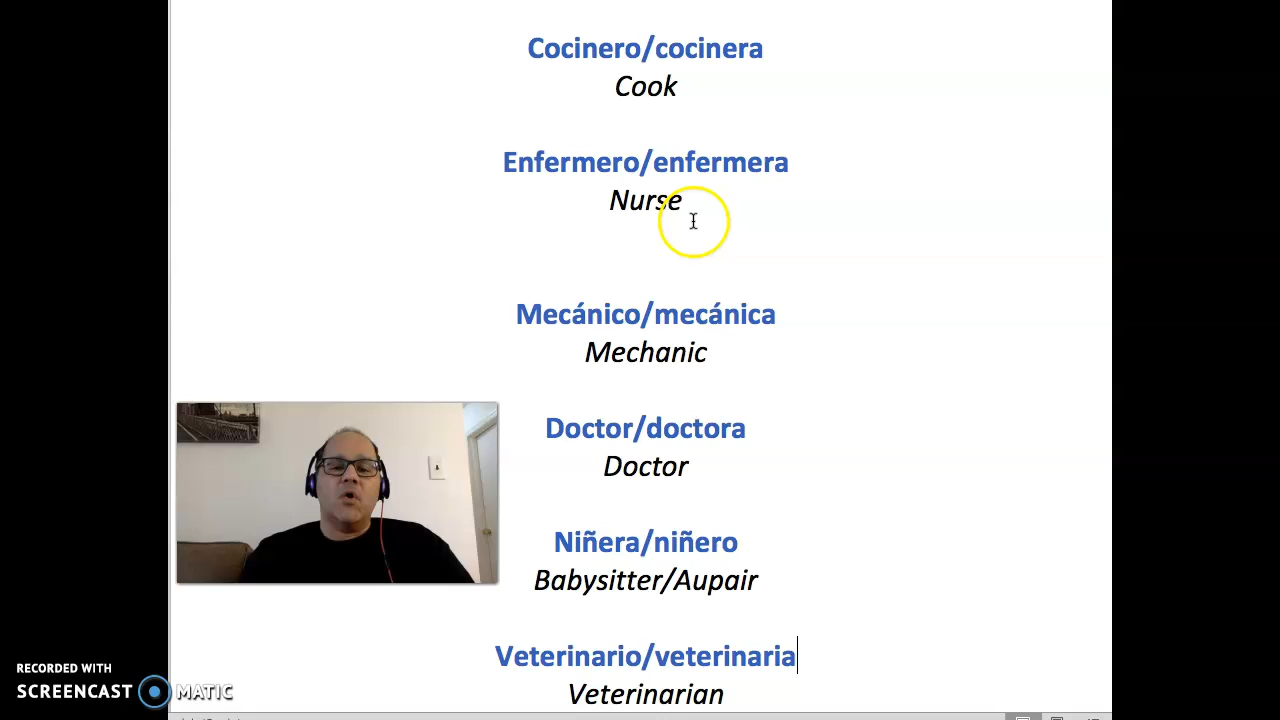 Cocinero/cocinera
Cook
Enfermero/enfermera
Nurse
Mecánico/mecánica
Mechanic
Doctor/doctora
Doctor
Niñera/niñero
Babysitter/Aupair
Veterinario/veterinaria
Veterinarian
RECORDED WITH
SCREENCAST MATIC